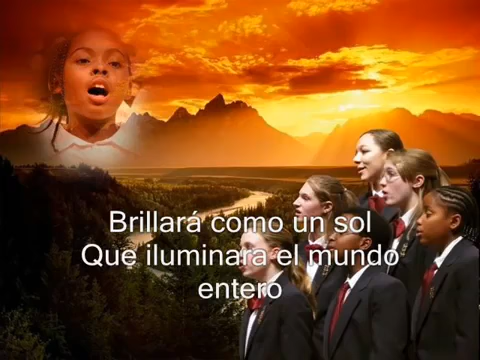 Brillará como un sol
Que iluminara el mundo
entero